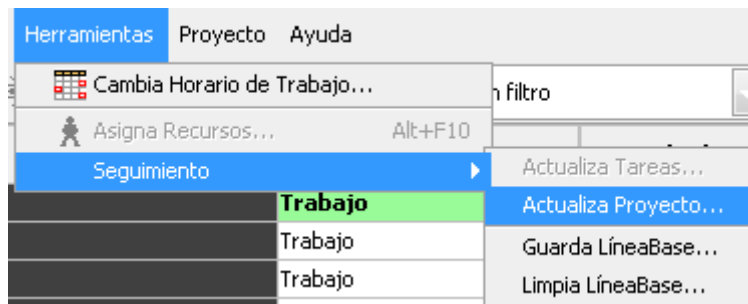 Herramientas Proyecto Ayuda
Cambia Horario de Trabajo...
n filtro
Asigna Recursos... Alt+F10
Seguimiento
Actualiza Tareas...
Trabajo
Actualiza Proyecto...
Trabajo
Guarda LíneaBase...
Trabajo
Limpia LíneaBase...